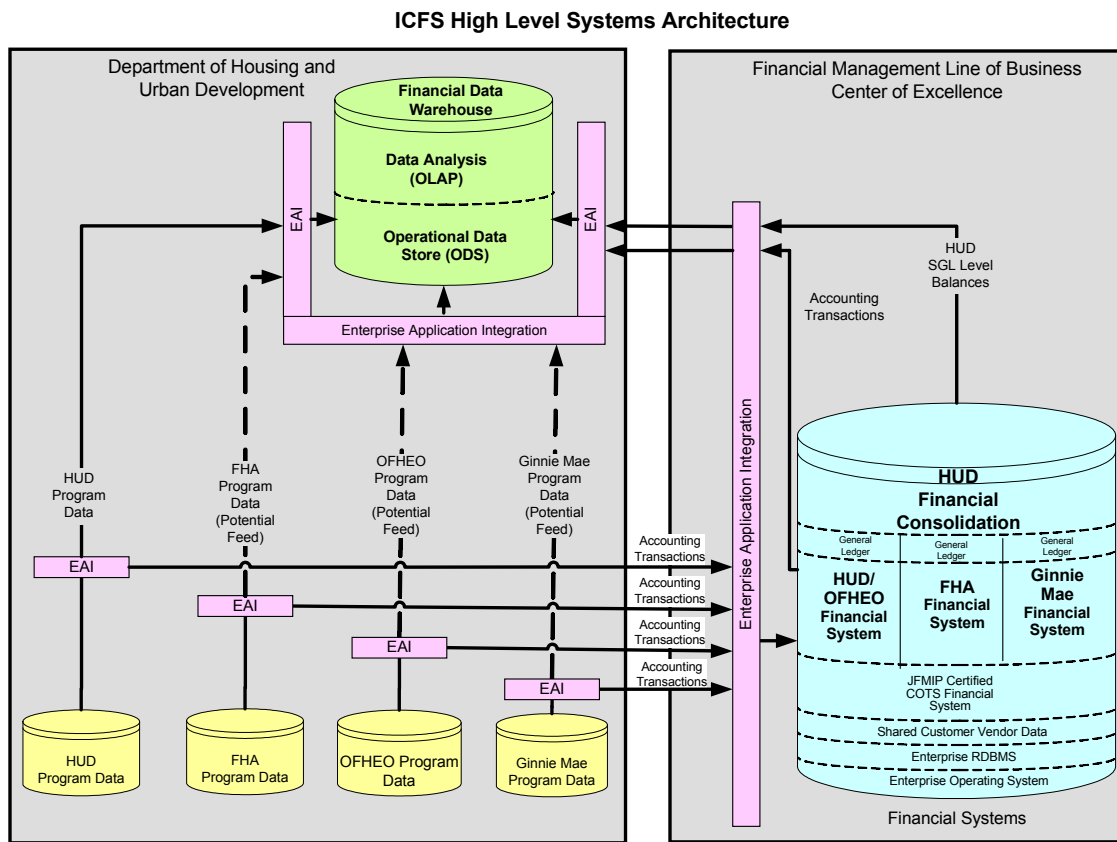 ICFS High Level Systems Architecture
Department of Housing and
Urban Development
Financial Data
Warehouse
Data Analysis
(OLAP)
Operational Data
Store (ODS)
EAI
EAI
Enterprise Application Integration
HUD
Program
Data
FHA
Program
Data
(Potential
Feed)
OFHEO
Program
Data
(Potential
Feed)
Ginnie Mae
Program
Data
(Potential
Feed)
EAI
EAI
EAI
EAI
HUD
Program Data
FHA
Program Data
OFHEO Program
Data
Ginnie Mae
Program Data
Accounting
Transactions
Accounting
Transactions
Accounting
Transactions
Accounting
Transactions
Financial Management Line of Business
Center of Excellence
Enterprise Application Integration
HUD
SGL Level
Balances
Accounting
Transactions
HUD
Financial
Consolidation
General
Ledger
General
Ledger
General
Ledger
HUD/
OFHEO
Financial
System
FHA
Financial
System
Ginnie
Mae
Financial
System
JFMIP Certified
COTS Financial
System
Shared Customer Vendor Data
Enterprise RDBMS
Enterprise Operating System
Financial Systems